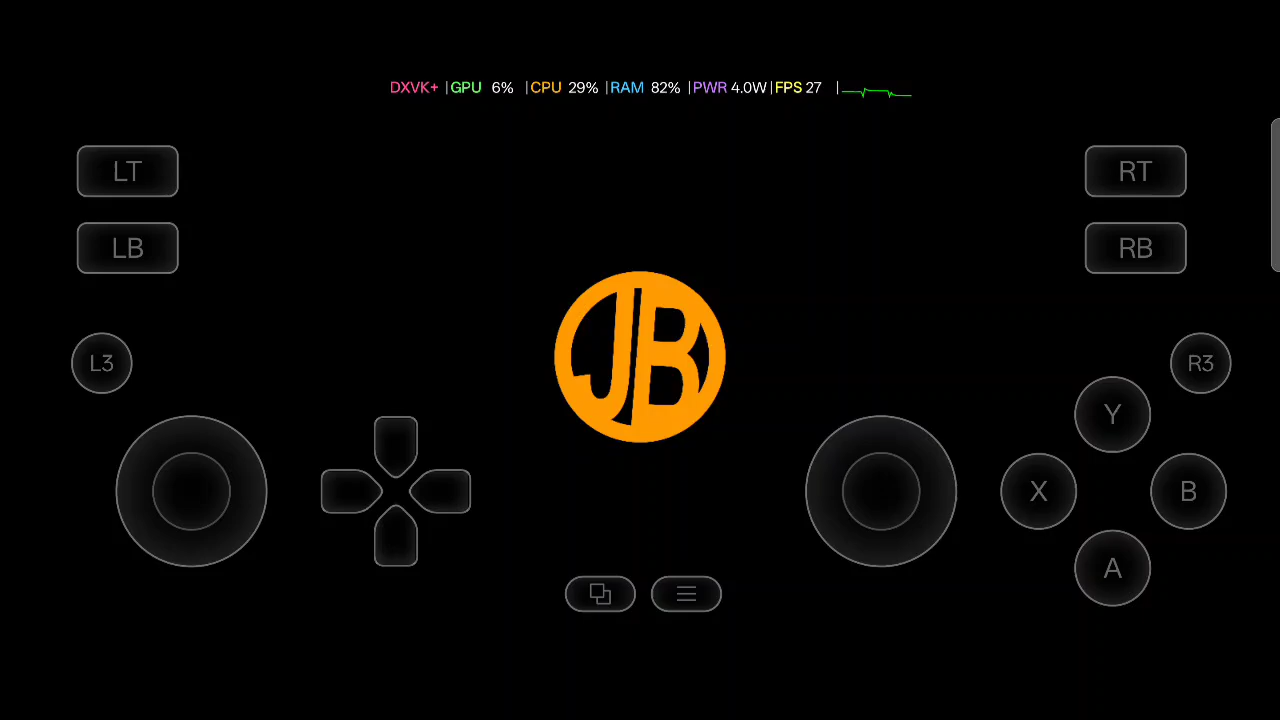 DXVK+ |GPU 6% |CPU 29% |RAM 82% |PWR 4.0W|FPS 27 |
LT
RT
LB
RB
JB
L3
R3
Y
X
B
A